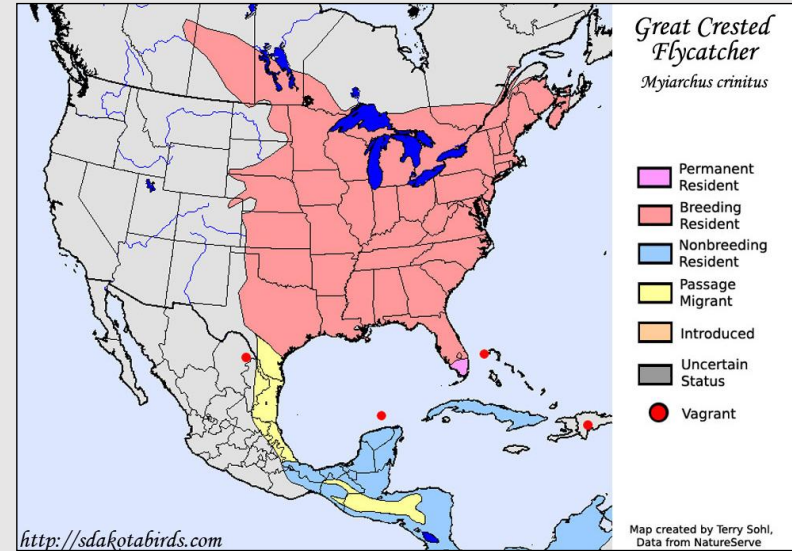 Great Crested
Flycatcher
Myiarchus crinitus
Permanent
Resident
Breeding
Resident
Nonbreeding
Resident
Passage
Migrant
Introduced
Uncertain
Status
Vagrant
http://sdakotabirds.com
Map created by Terry Sohl,
Data from NatureServe